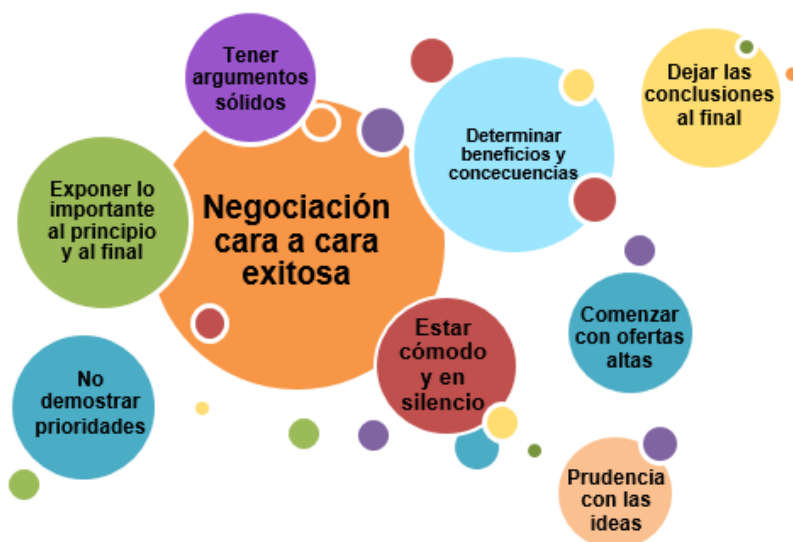 Tener
argumentos
sólidos
Dejar las
conclusiones
al final
Determinar
beneficios y
concecuencias
Exponer lo
importante
al principio
y al final
Negociación
cara a cara
exitosa
Estar
cómodo
y en
silencio
Comenzar
con ofertas
altas
No
demostrar
prioridades
Prudencia
con las
ideas